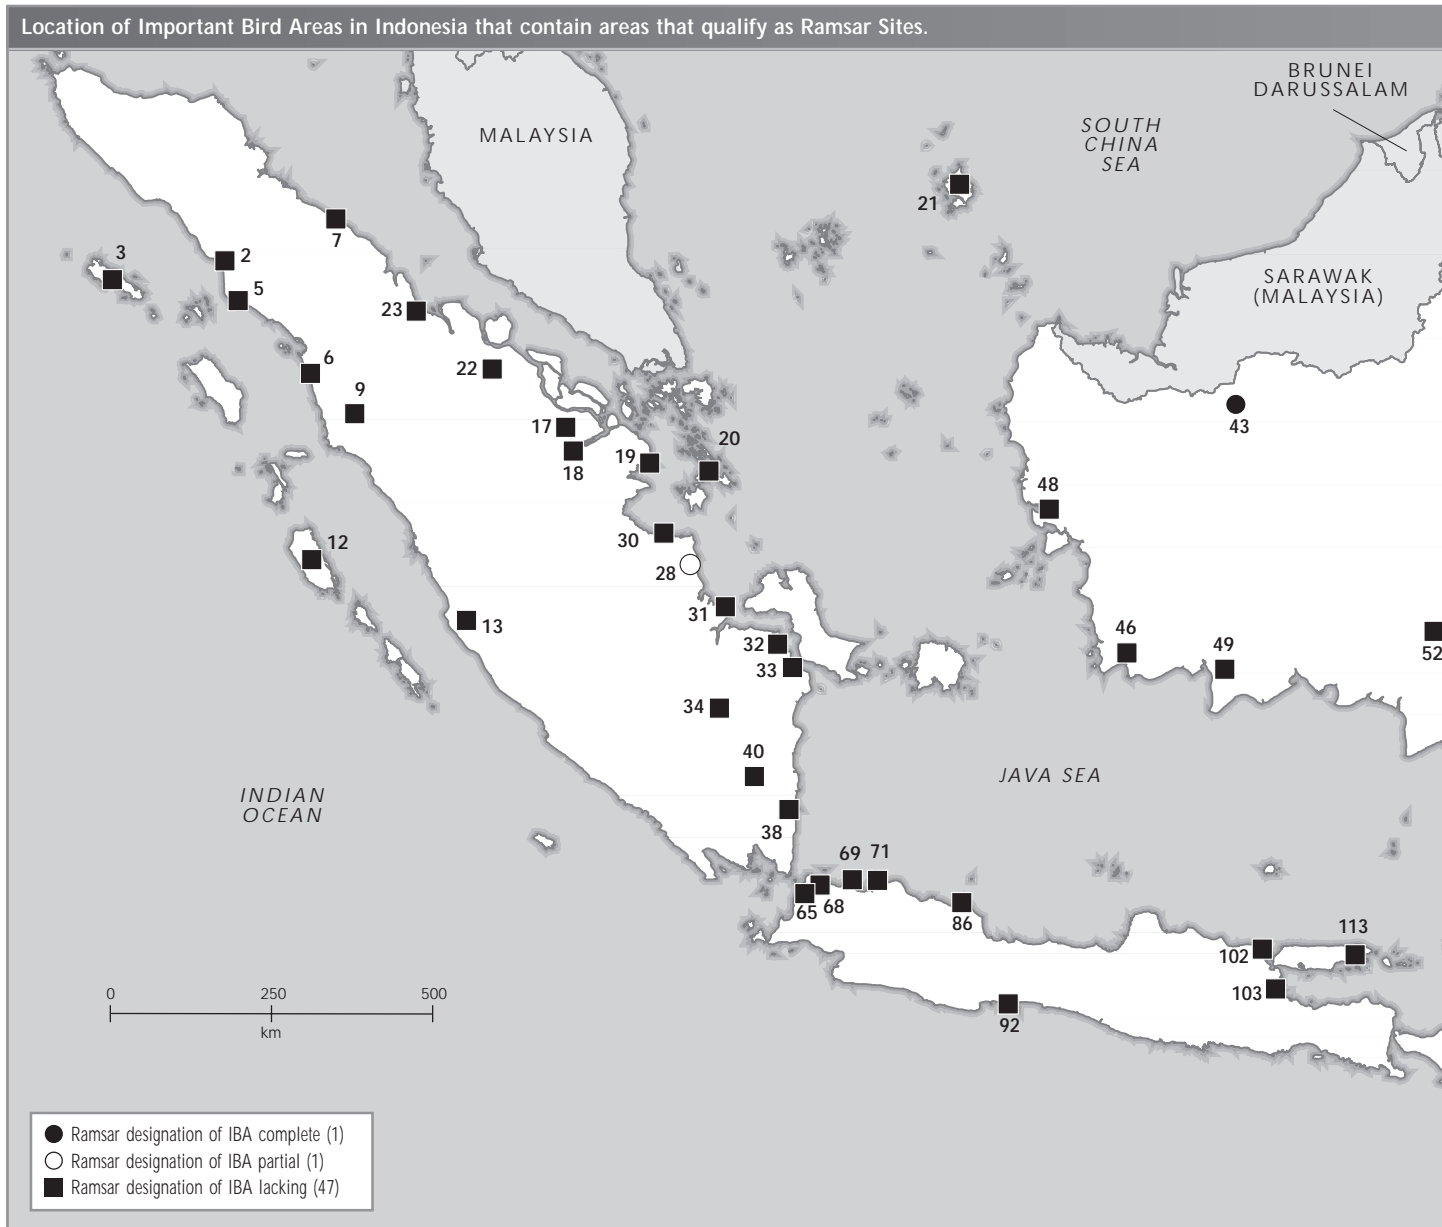 Location of Important Bird Areas in Indonesia that contain areas that qualify as Ramsar Sites.
BRUNEI
DARUSSALAM
MALAYSIA
SOUTH
CHINA
SEA
21
7
3
2
5
SARAWAK
(MALAYSIA)
23
6
22
9
43
17
20
19
18
48
30
12
28
31
13
46
32
49
33
52
34
40
JAVA SEA
INDIAN
OCEAN
38
69
71
65
68
86
113
102
103
0
250
500
km
92
Ramsar designation of IBA complete (1)
Ramsar designation of IBA partial (1)
Ramsar designation of IBA lacking (47)